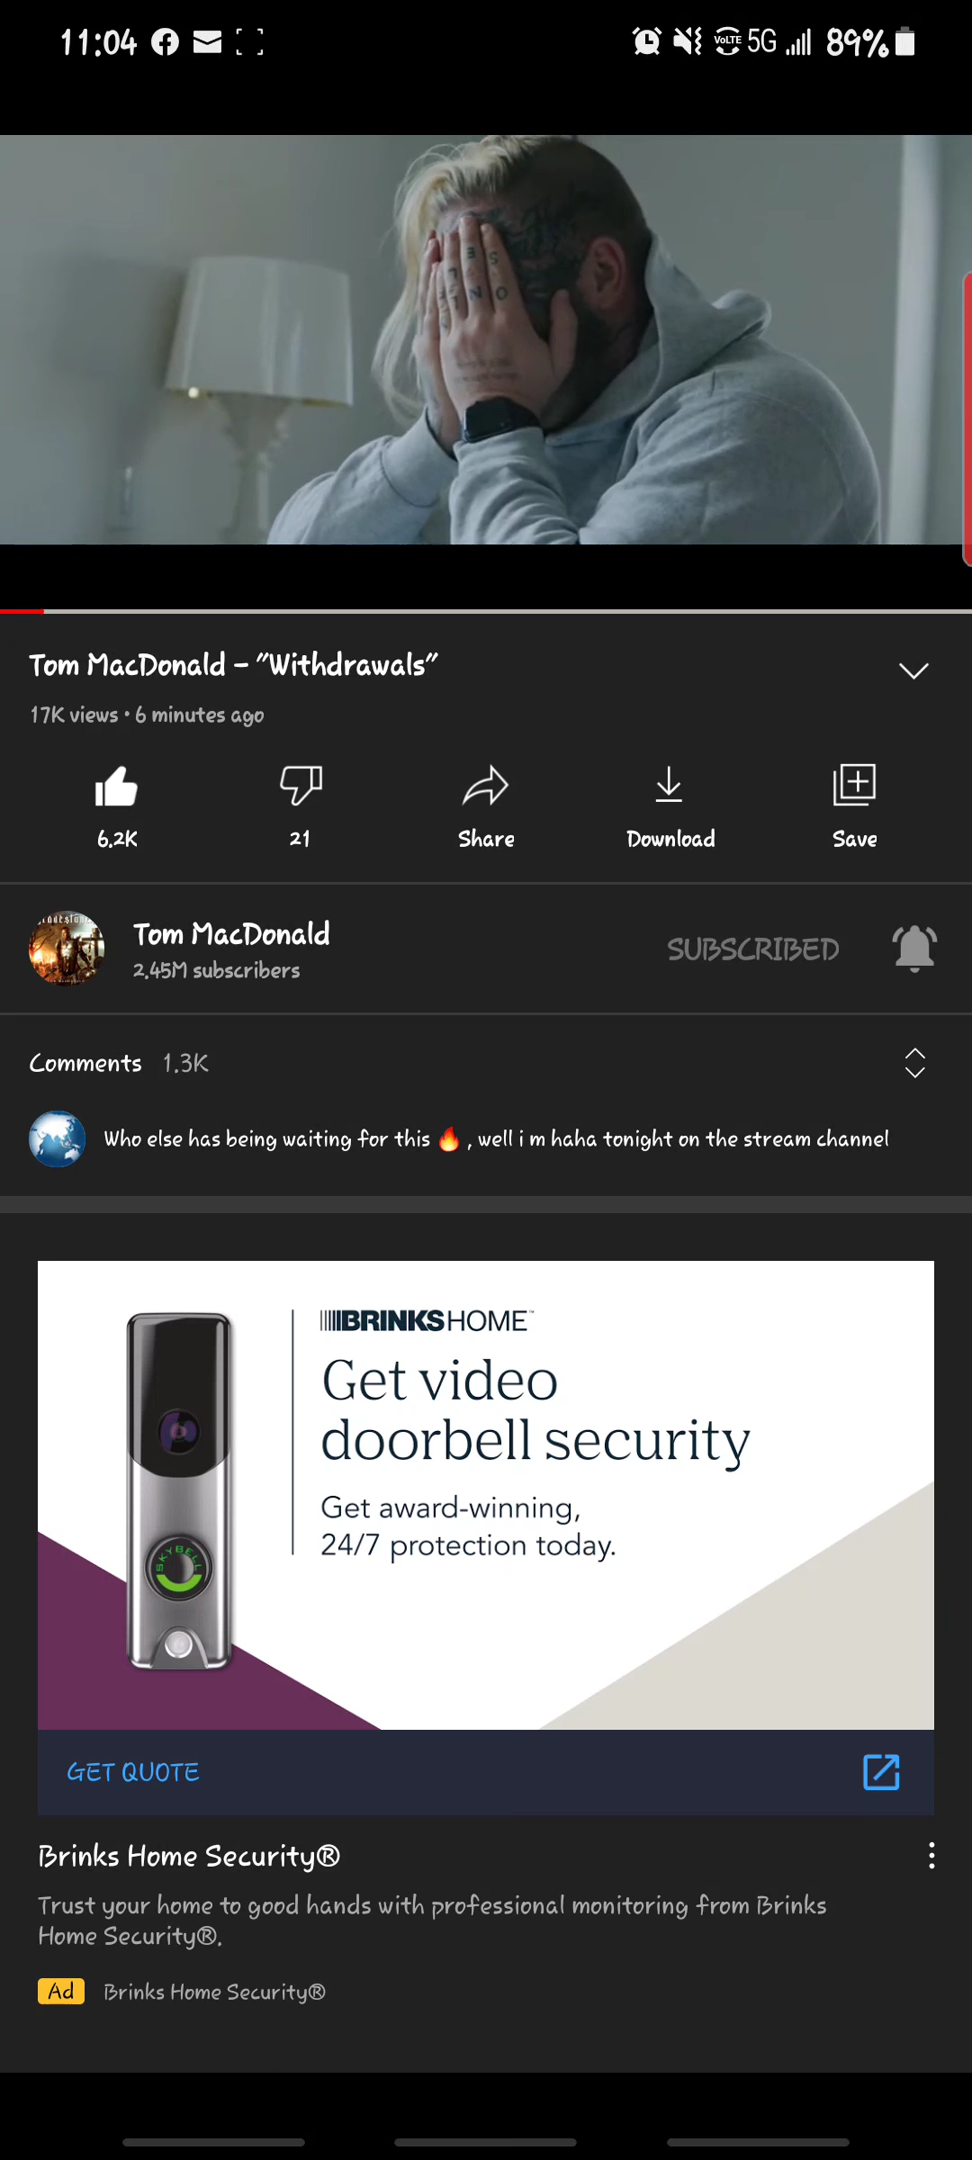 11:04
VoLTE 5G 89%
Tom MacDonald - "Withdrawals"
17K views • 6 minutes ago
6.2K 21 Share Download Save
Tom MacDonald
2.45M subscribers
SUBSCRIBED
Comments 1.3K
Who else has being waiting for this 🔥 , well i m haha tonight on the stream channel
BRINKS HOME™
Get video
doorbell security
Get award-winning,
24/7 protection today.
SKYBELL
GET QUOTE
Brinks Home Security®
Trust your home to good hands with professional monitoring from Brinks
Home Security®.
Ad Brinks Home Security®